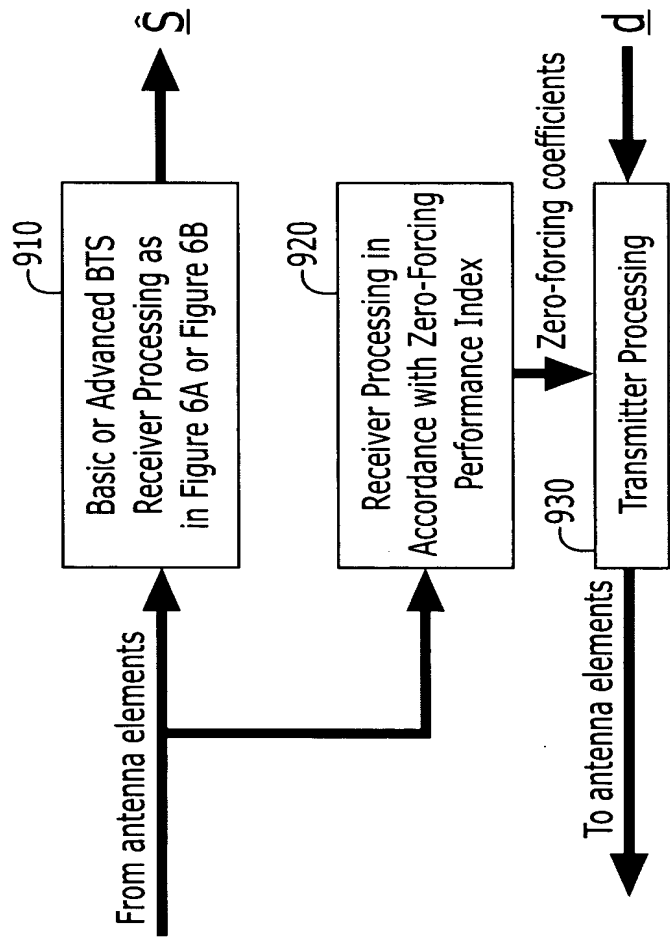 From antenna elements
910
Basic or Advanced BTS
Receiver Processing as
in Figure 6A or Figure 6B
Ŝ
920
Receiver Processing in
Accordance with Zero-Forcing
Performance Index
Zero-forcing coefficients
930
Transmitter Processing
To antenna elements
d